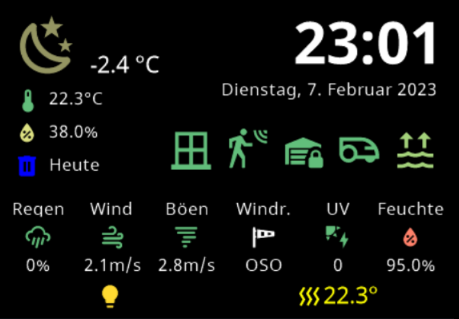 23:01
-2.4 °C
Dienstag, 7. Februar 2023
22.3°C
38.0%
Heute
Regen Wind Böen Windr. UV Feuchte
0% 2.1m/s 2.8m/s OSO 0 95.0%
22.3°